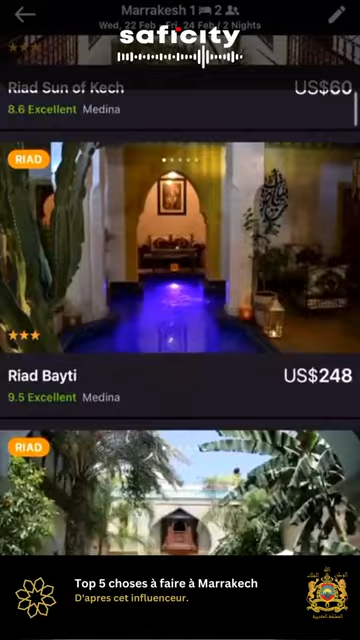 Marrakesh 1 2
Wed, 22 Feb - Fri, 24 Feb / 2 Nights
saficity
Riad Sun of Kech
US$60
8.6 Excellent Medina
RIAD
Riad Bayti
US$248
9.5 Excellent Medina
RIAD
Top 5 choses à faire à Marrakech
D'apres cet influenceur.